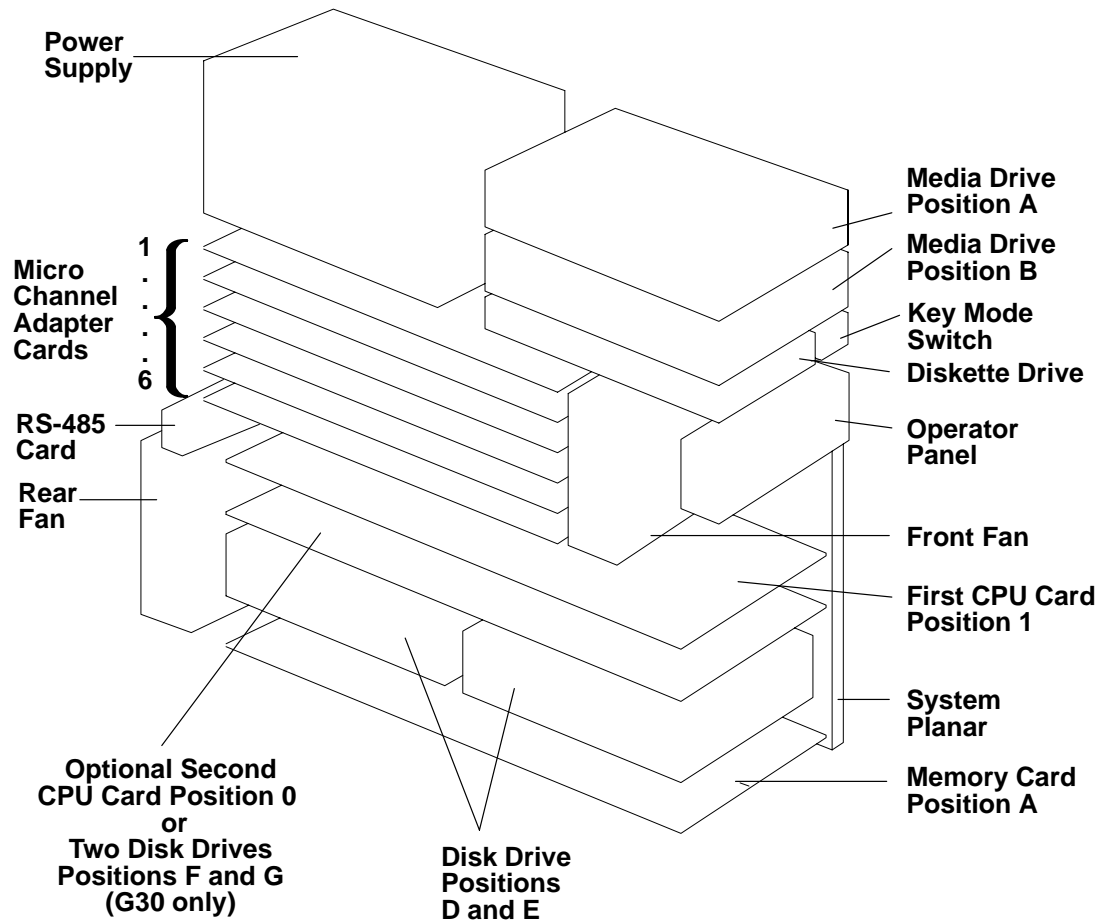 Power
Supply
Media Drive
Position A
Media Drive
Position B
Key Mode
Switch
Diskette Drive
Operator
Panel
Front Fan
First CPU Card
Position 1
System
Planar
Memory Card
Position A
Micro
Channel
Adapter
Cards
1
.
.
.
.
6
RS-485
Card
Rear
Fan
Optional Second
CPU Card Position 0
or
Two Disk Drives
Positions F and G
(G30 only)
Disk Drive
Positions
D and E